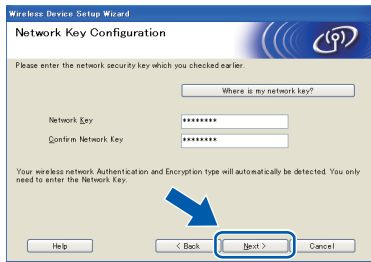 Wireless Device Setup Wizard
Network Key Configuration
Please enter the network security key which you checked earlier.
Where is my network key?
Network Key
********
Confirm Network Key
********
Your wireless network Authentication and Encryption type will automatically be detected. You only
need to enter the Network Key.
Help
< Back
Next >
Cancel